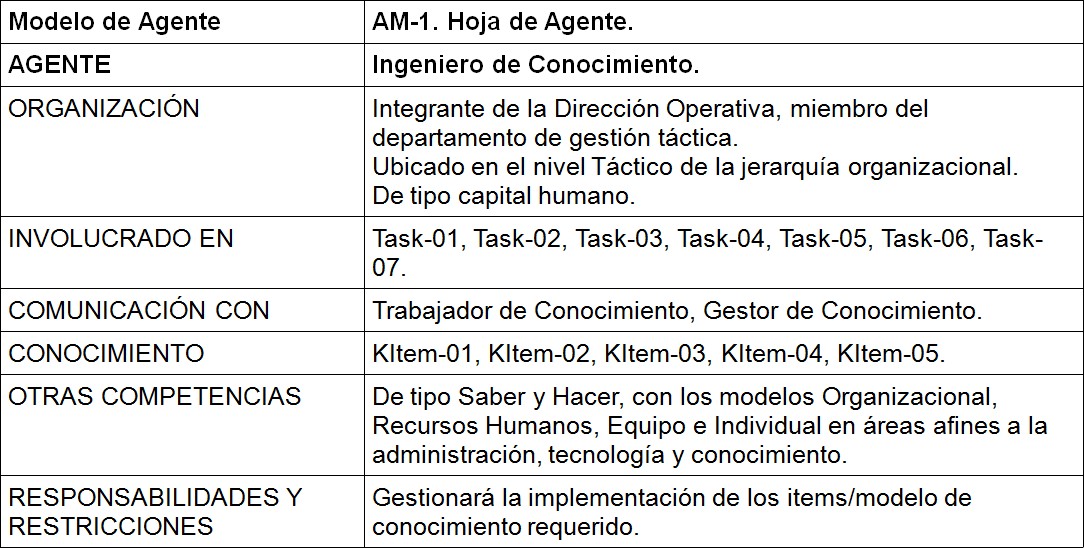 Modelo de Agente
AM-1. Hoja de Agente.
AGENTE
Ingeniero de Conocimiento.
ORGANIZACIÓN
Integrante de la Dirección Operativa, miembro del
departamento de gestión táctica.
Ubicado en el nivel Táctico de la jerarquía organizacional.
De tipo capital humano.
INVOLUCRADO EN
Task-01, Task-02, Task-03, Task-04, Task-05, Task-06, Task-
07.
COMUNICACIÓN CON
Trabajador de Conocimiento, Gestor de Conocimiento.
CONOCIMIENTO
KItem-01, KItem-02, KItem-03, KItem-04, KItem-05.
OTRAS COMPETENCIAS
De tipo Saber y Hacer, con los modelos Organizacional,
Recursos Humanos, Equipo e Individual en áreas afines a la
administración, tecnología y conocimiento.
RESPONSABILIDADES Y
RESTRICCIONES
Gestionará la implementación de los items/modelo de
conocimiento requerido.